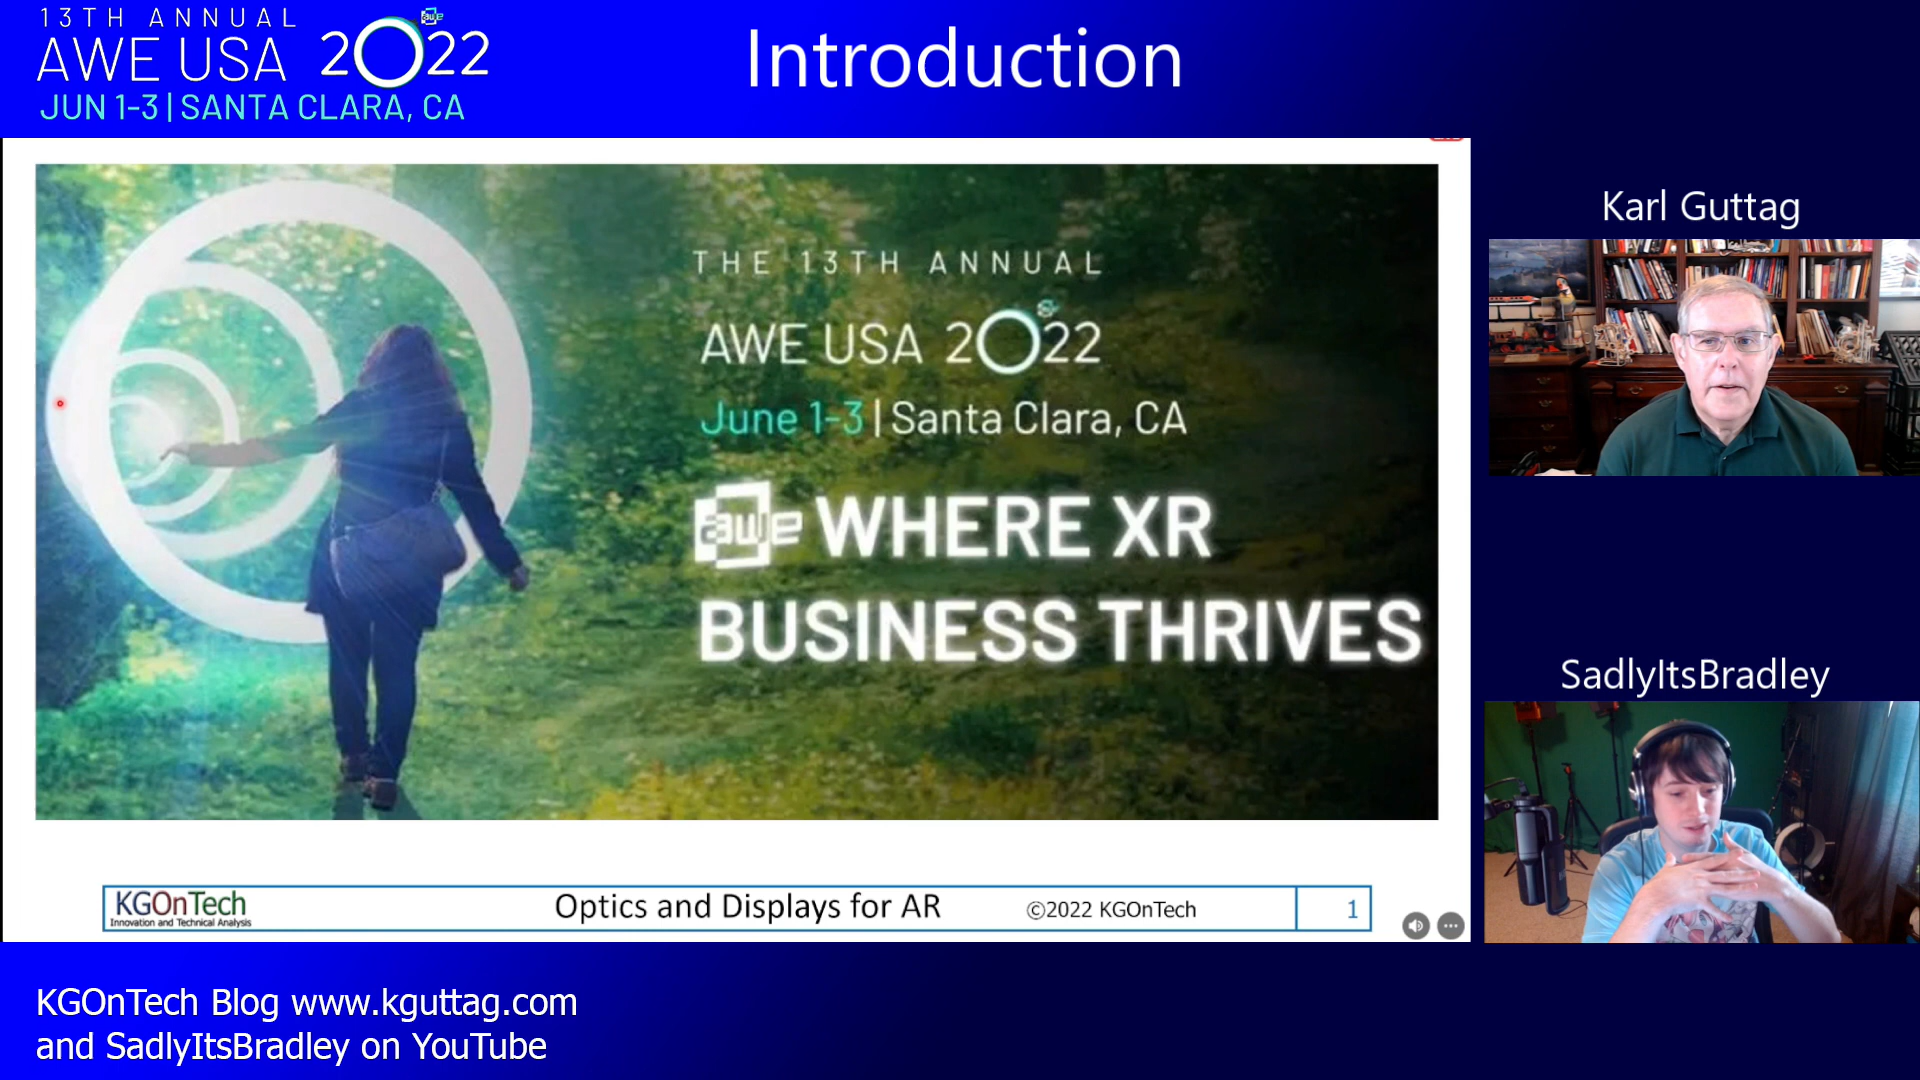 13TH ANNUAL
awe
AWE USA 2022
JUN 1-3 | SANTA CLARA, CA
Introduction
THE 13TH ANNUAL
AWE USA 2022
June 1-3 | Santa Clara, CA
awe WHERE XR
BUSINESS THRIVES
Karl Guttag
SadlyItsBradley
KGOnTech
Innovation and Technical Analysis
Optics and Displays for AR
©2022 KGOnTech
1
KGOnTech Blog www.kguttag.com
and SadlyItsBradley on YouTube